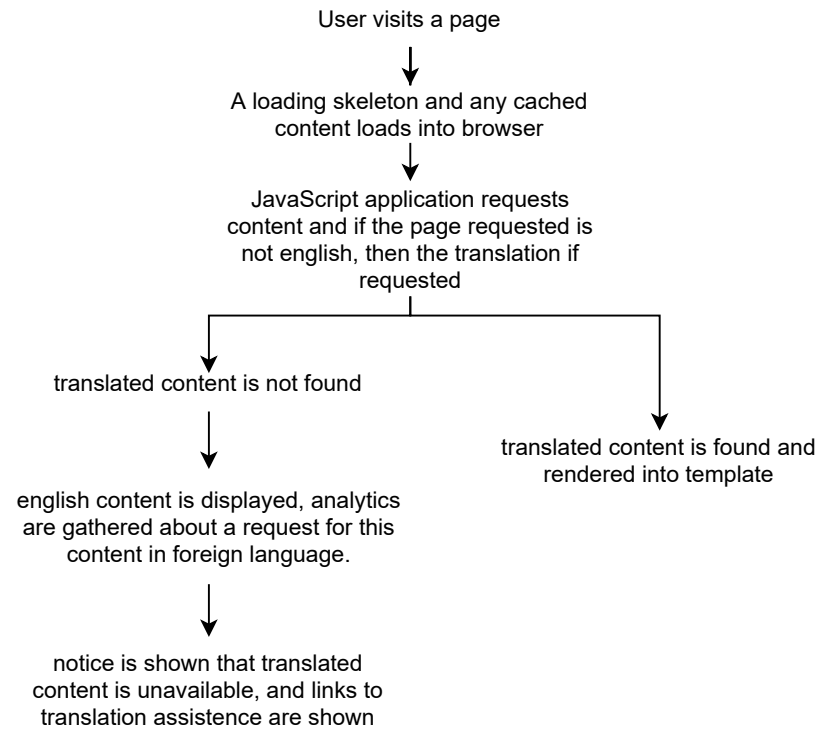 User visits a page
A loading skeleton and any cached
content loads into browser
JavaScript application requests
content and if the page requested is
not english, then the translation if
requested
translated content is not found
translated content is found and
rendered into template
english content is displayed, analytics
are gathered about a request for this
content in foreign language.
notice is shown that translated
content is unavailable, and links to
translation assistence are shown